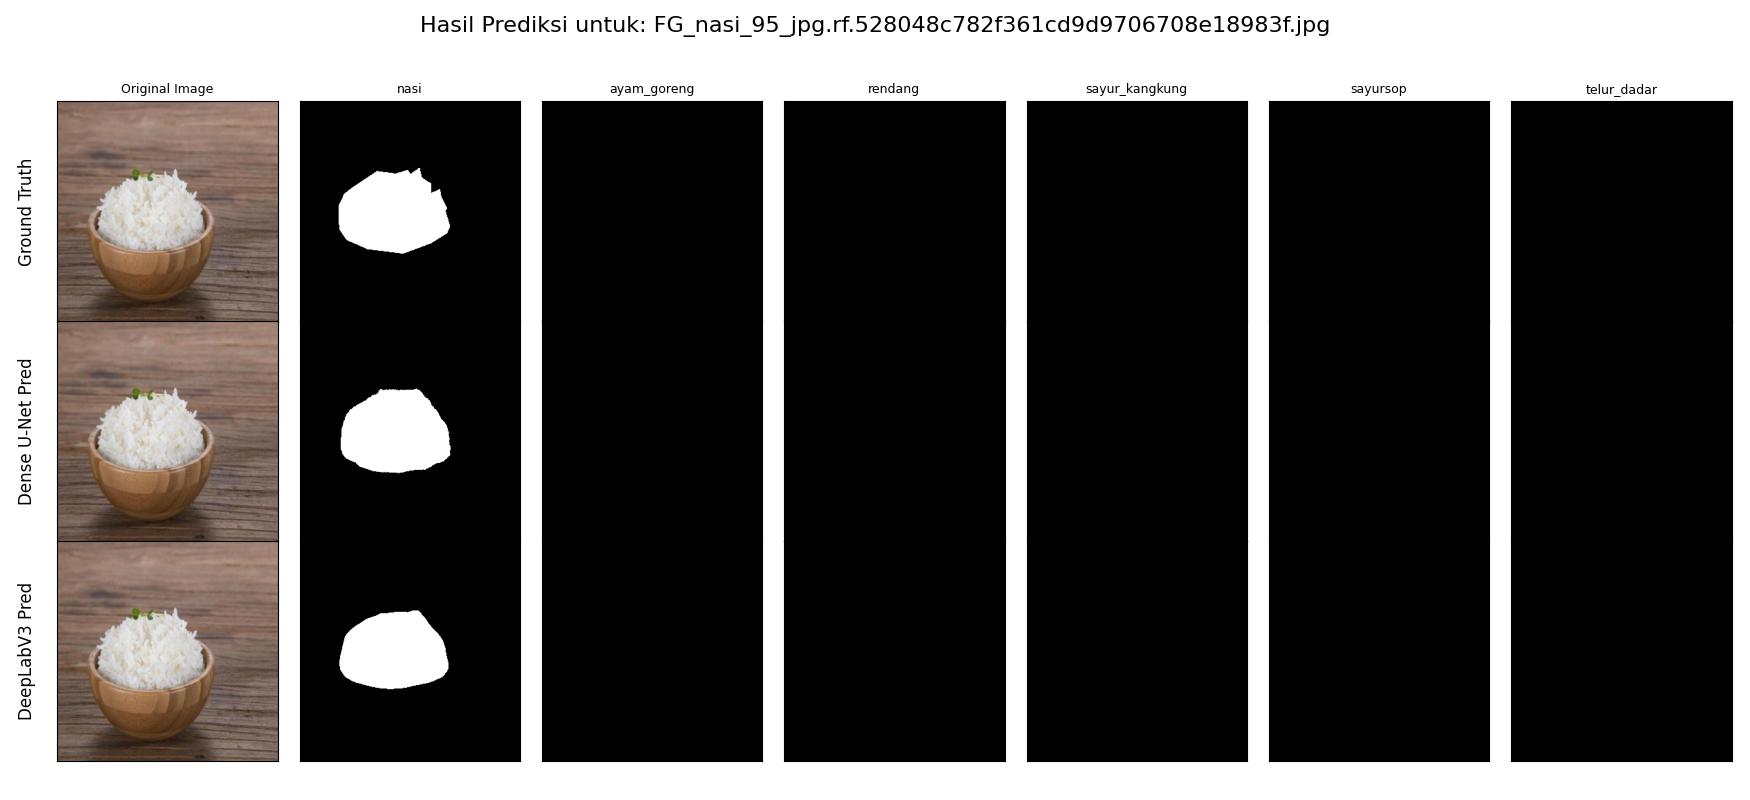 Hasil Prediksi untuk: FG_nasi_95_jpg.rf.528048c782f361cd9d9706708e18983f.jpg
Original Image
nasi
ayam_goreng
rendang
sayur_kangkung
sayursop
telur_dadar
Ground Truth
Dense U-Net Pred
DeepLabV3 Pred